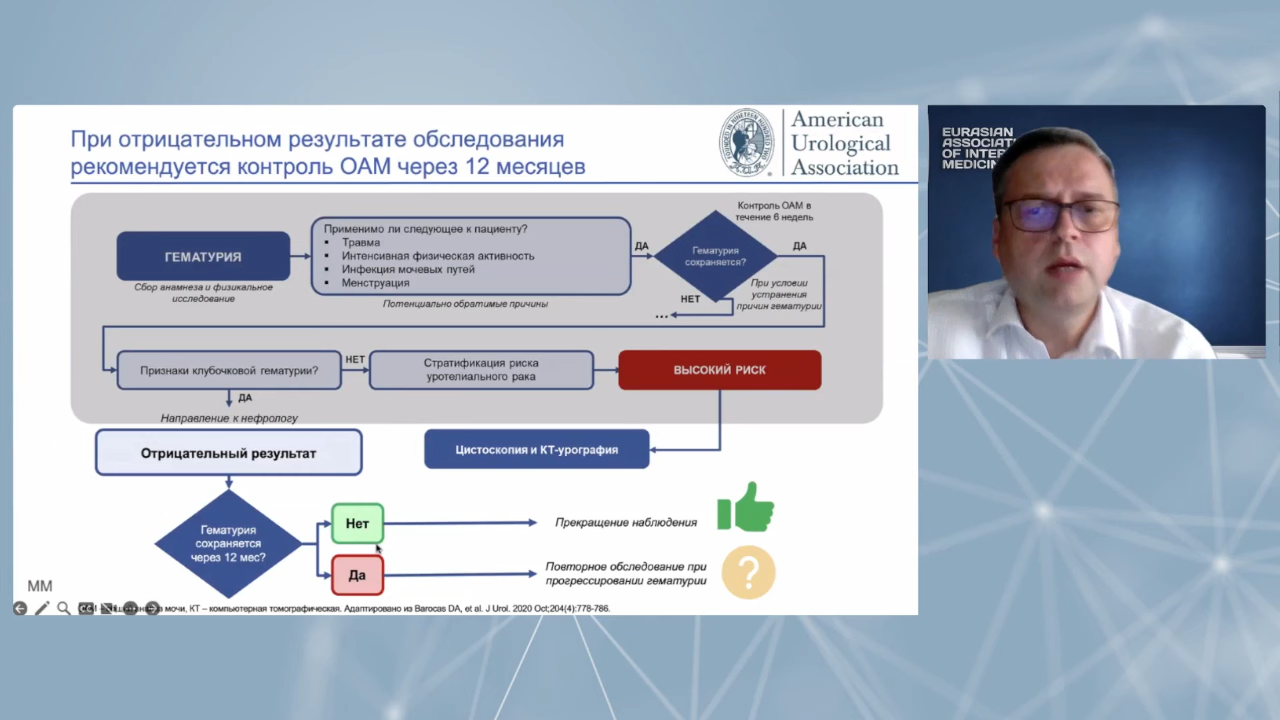 При отрицательном результате обследования
рекомендуется контроль ОАМ через 12 месяцев
American
Urological
Association
EURASIAN
OF
MEDICINE
ГЕМАТУРИЯ
Сбор анамнеза и физикальное
исследование
Применимо ли следующее к пациенту?
▪ Травма
▪ Интенсивная физическая активность
▪ Инфекция мочевых путей
▪ Менструация
Потенциально обратимые причины
ДА
Контроль ОАМ в
течение 6 недель
Гематурия
сохраняется?
ДА
НЕТ
...
При условии
устранения
причин гематурии
Признаки клубочковой гематурии?
НЕТ
Стратификация риска
уротелиального рака
ВЫСОКИЙ РИСК
ДА
Направление к нефрологу
Отрицательный результат
Цистоскопия и КТ-урография
Гематурия
сохраняется
через 12 мес?
Нет
Прекращение наблюдения
Да
Повторное обследование при
прогрессировании гематурии
?
ММ
мочи, КТ – компьютерная томографическая. Адаптировано из Barocas DA, et al. J Urol. 2020 Oct;204(4):778-786.